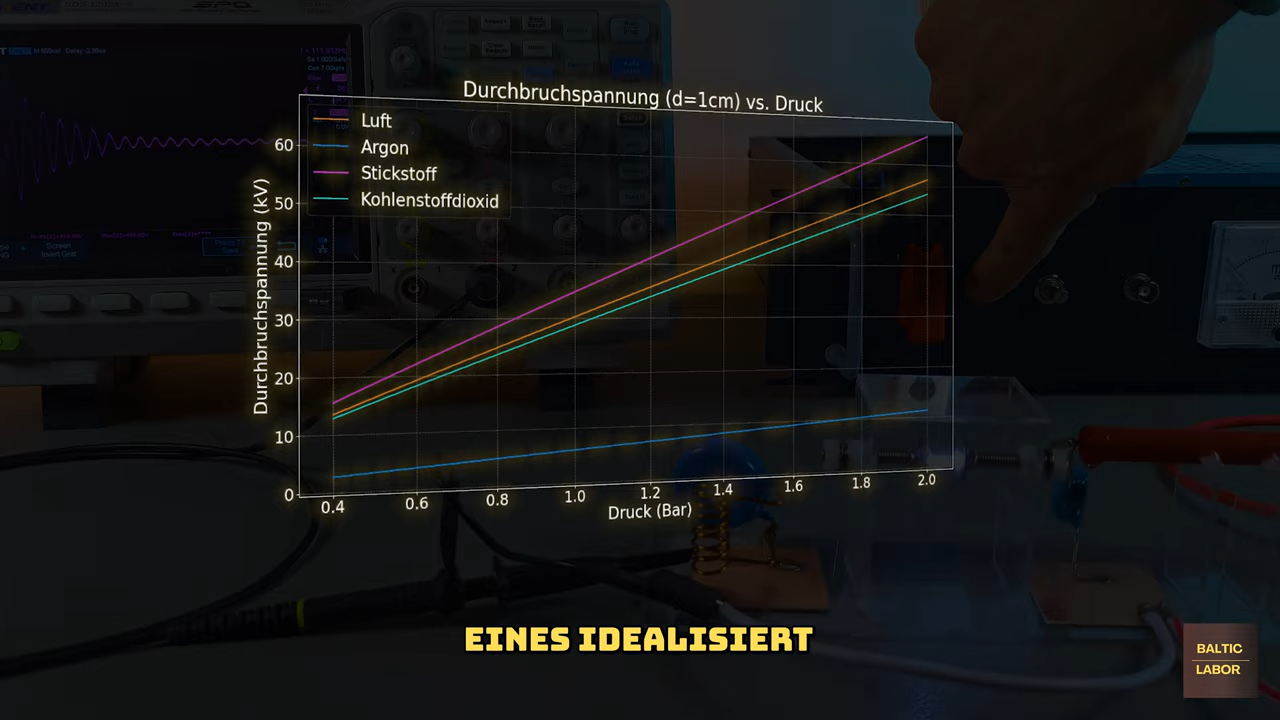 Durchbruchspannung (d=1cm) vs. Druck
Luft
Argon
Stickstoff
Kohlenstoffdioxid
Durchbruchspannung (kV)
60
50
40
30
20
10
0
0.4
0.6
0.8
1.0
1.2
1.4
1.6
1.8
2.0
Druck (Bar)
EINES IDEALISIERT
BALTIC
LABOR